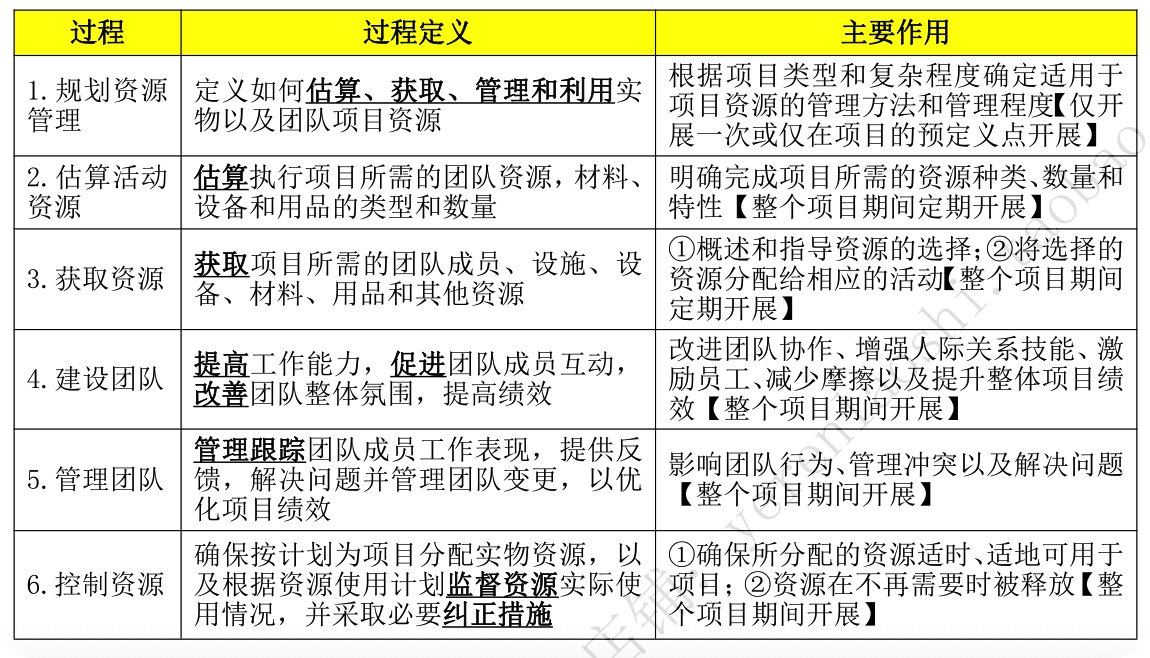 过程
过程定义
主要作用
1.规划资源
管理
定义如何估算、获取、管理和利用实
物以及团队项目资源
根据项目类型和复杂程度确定适用于
项目资源的管理方法和管理程度【仅开
展一次或仅在项目的预定义点开展】
2.估算活动
资源
估算执行项目所需的团队资源,材料、
设备和用品的类型和数量
明确完成项目所需的资源种类、数量和
特性【整个项目期间定期开展】
3.获取资源
获取项目所需的团队成员、设施、设
备、材料、用品和其他资源
①概述和指导资源的选择;②将选择的
资源分配给相应的活动【整个项目期间
定期开展】
4.建设团队
提高工作能力，促进团队成员互动，
改善团队整体氛围，提高绩效
改进团队协作、增强人际关系技能、激
励员工、减少摩擦以及提升整体项目绩
效【整个项目期间开展】
5.管理团队
管理跟踪团队成员工作表现，提供反
馈，解决问题并管理团队变更，以优
化项目绩效
影响团队行为、管理冲突以及解决问题
【整个项目期间开展】
6.控制资源
确保按计划为项目分配实物资源，以
及根据资源使用计划监督资源实际使
用情况，并采取必要纠正措施
①确保所分配的资源适时、适地可用于
项目；②资源在不再需要时被释放【整
个项目期间开展】